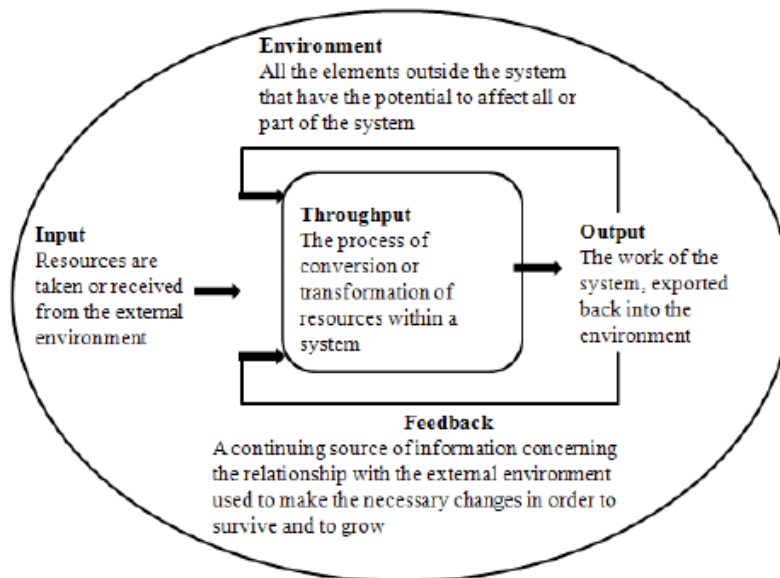 Environment
All the elements outside the system
that have the potential to affect all or
part of the system
Input
Resources are
taken or received
from the external
environment
Throughput
The process of
conversion or
transformation of
resources within a
system
Output
The work of the
system, exported
back into the
environment
Feedback
A continuing source of information concerning
the relationship with the external environment
used to make the necessary changes in order to
survive and to grow